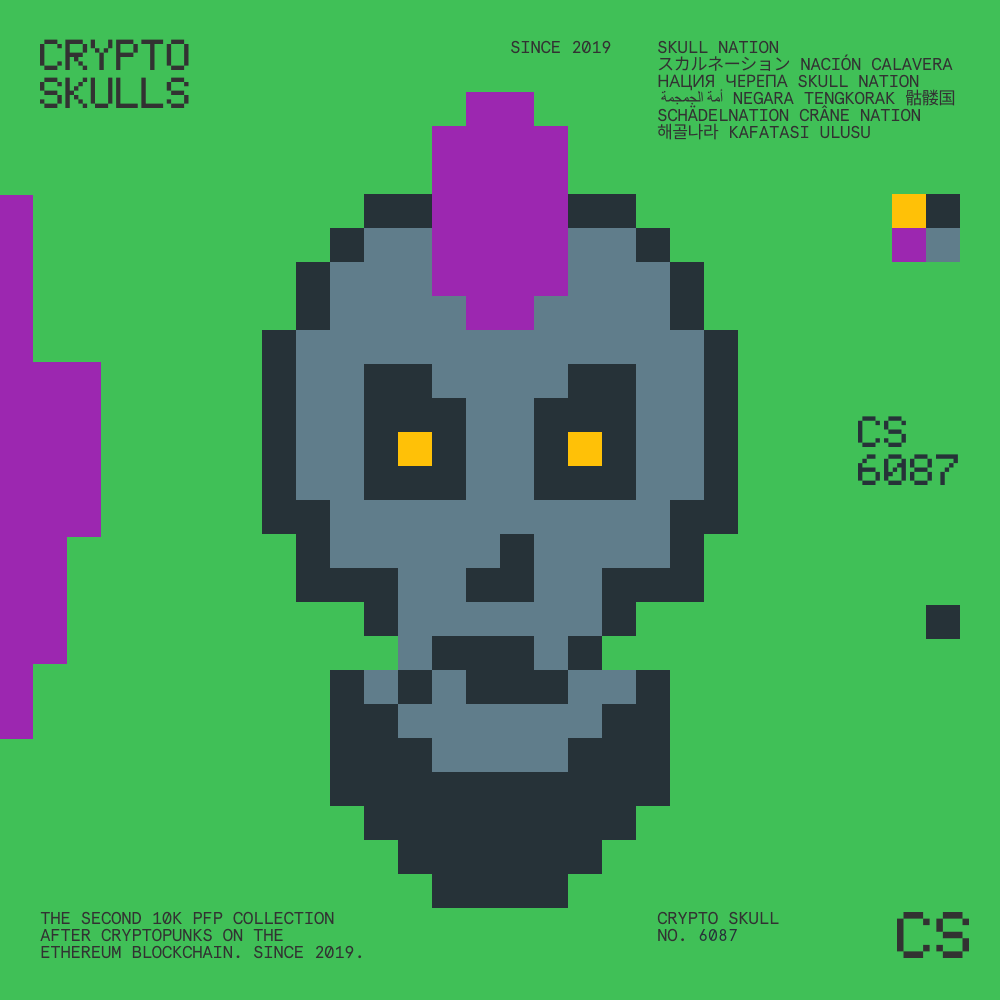 CRYPTO
SKULLS
SINCE 2019
SKULL NATION
スカルネーション NACIÓN CALAVERA
НАЦИЯ ЧЕРЕПА SKULL NATION
أمة الجمجمة NEGARA TENGKORAK 骷髅国
SCHÄDELNATION CRÂNE NATION
해골나라 KAFATASI ULUSU
CS
6087
THE SECOND 10K PFP COLLECTION
AFTER CRYPTOPUNKS ON THE
ETHEREUM BLOCKCHAIN. SINCE 2019.
CRYPTO SKULL
NO. 6087
CS